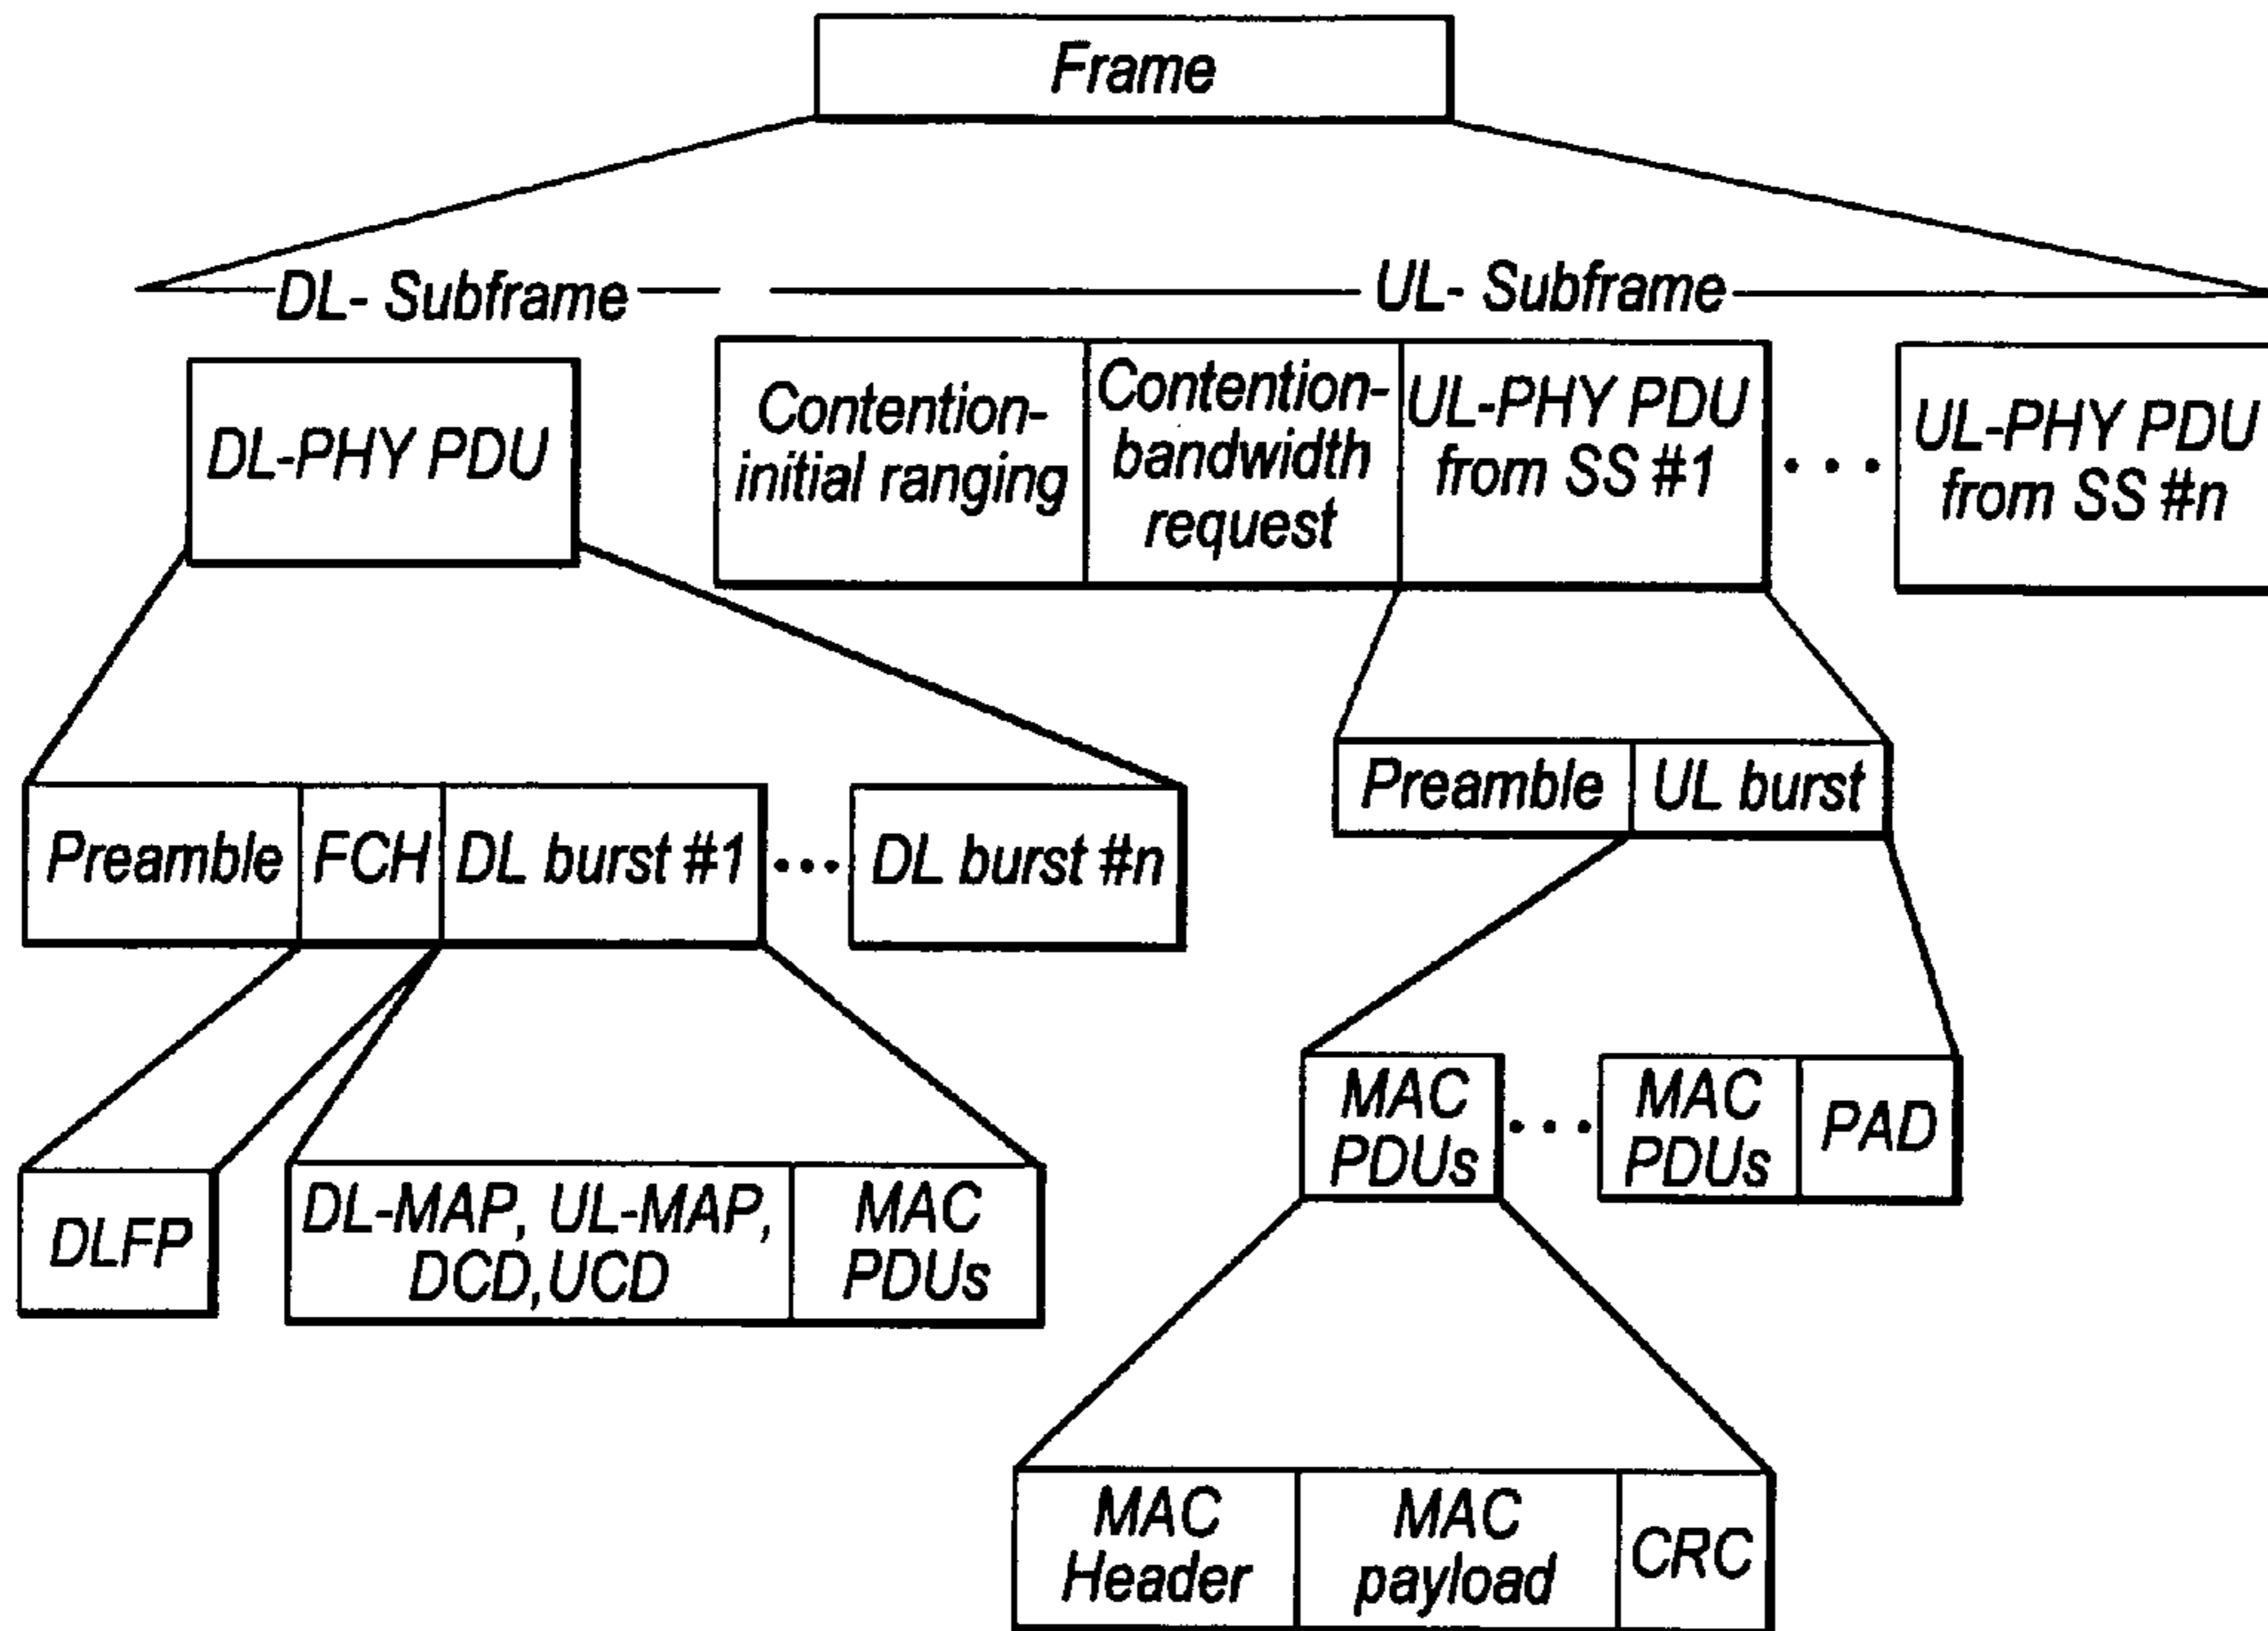 Frame
DL- Subframe
UL- Subframe
DL-PHY PDU
Contention-
initial ranging
Contention-
bandwidth
request
UL-PHY PDU
from SS #1
• • •
UL-PHY PDU
from SS #n
Preamble
UL burst
Preamble
FCH
DL burst #1
•••
DL burst #n
MAC
PDUs
• • •
MAC
PDUs
PAD
DLFP
DL-MAP, UL-MAP,
DCD,UCD
MAC
PDUs
MAC
Header
MAC
payload
CRC